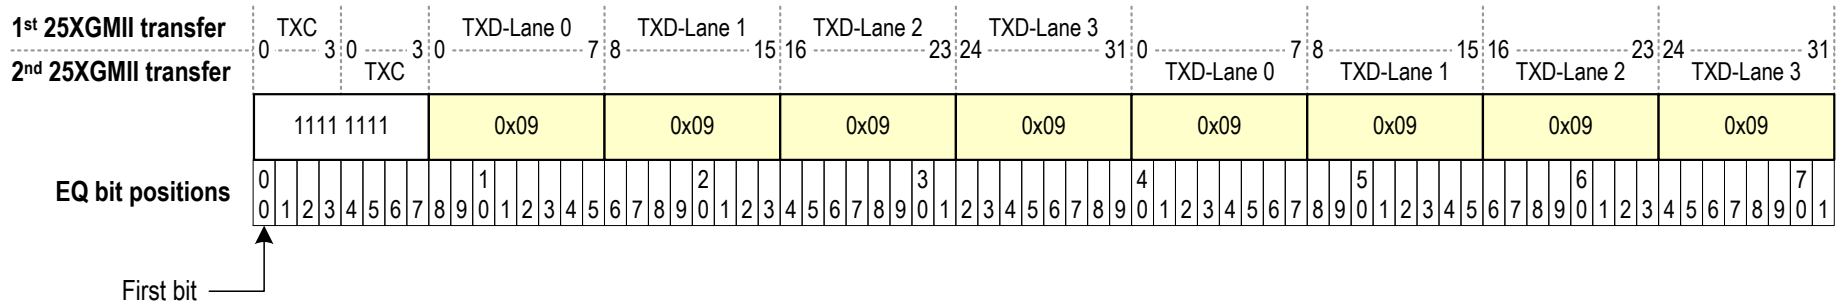 1st 25XGMII transfer TXC TXD-Lane 0 TXD-Lane 1 TXD-Lane 2 TXD-Lane 3
0 3 0 3 0 7 8 15 16 23 24 31 0 7 8 15 16 23 24 31
2nd 25XGMII transfer TXC TXD-Lane 0 TXD-Lane 1 TXD-Lane 2 TXD-Lane 3
1111 1111 0x09 0x09 0x09 0x09 0x09 0x09 0x09 0x09
EQ bit positions
0 1 2 3 4 5 6 7
0 1 2 3 4 5 6 7 8 9 0 1 2 3 4 5 6 7 8 9 0 1 2 3 4 5 6 7 8 9 0 1 2 3 4 5 6 7 8 9 0 1 2 3 4 5 6 7 8 9 0 1 2 3 4 5 6 7 8 9 0 1 2 3 4 5 6 7 8 9 0 1
First bit